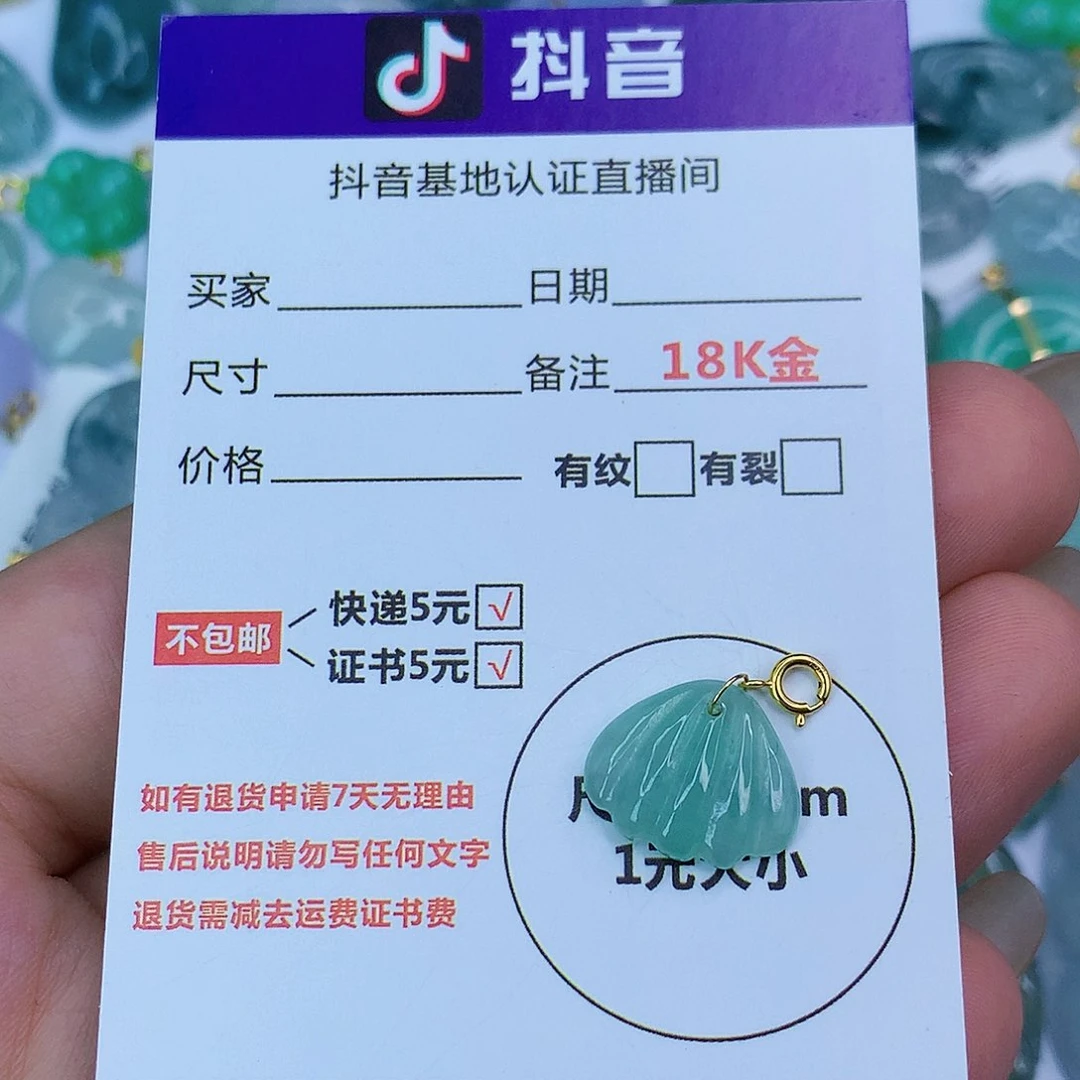 抖音
抖音基地认证直播间
买家 日期
尺寸 备注 18K金
价格 有纹 有裂
不包邮
快递5元 √
证书5元 √
如有退货申请7天无理由
售后说明请勿写任何文字
退货需减去运费证书费
m
1元大小